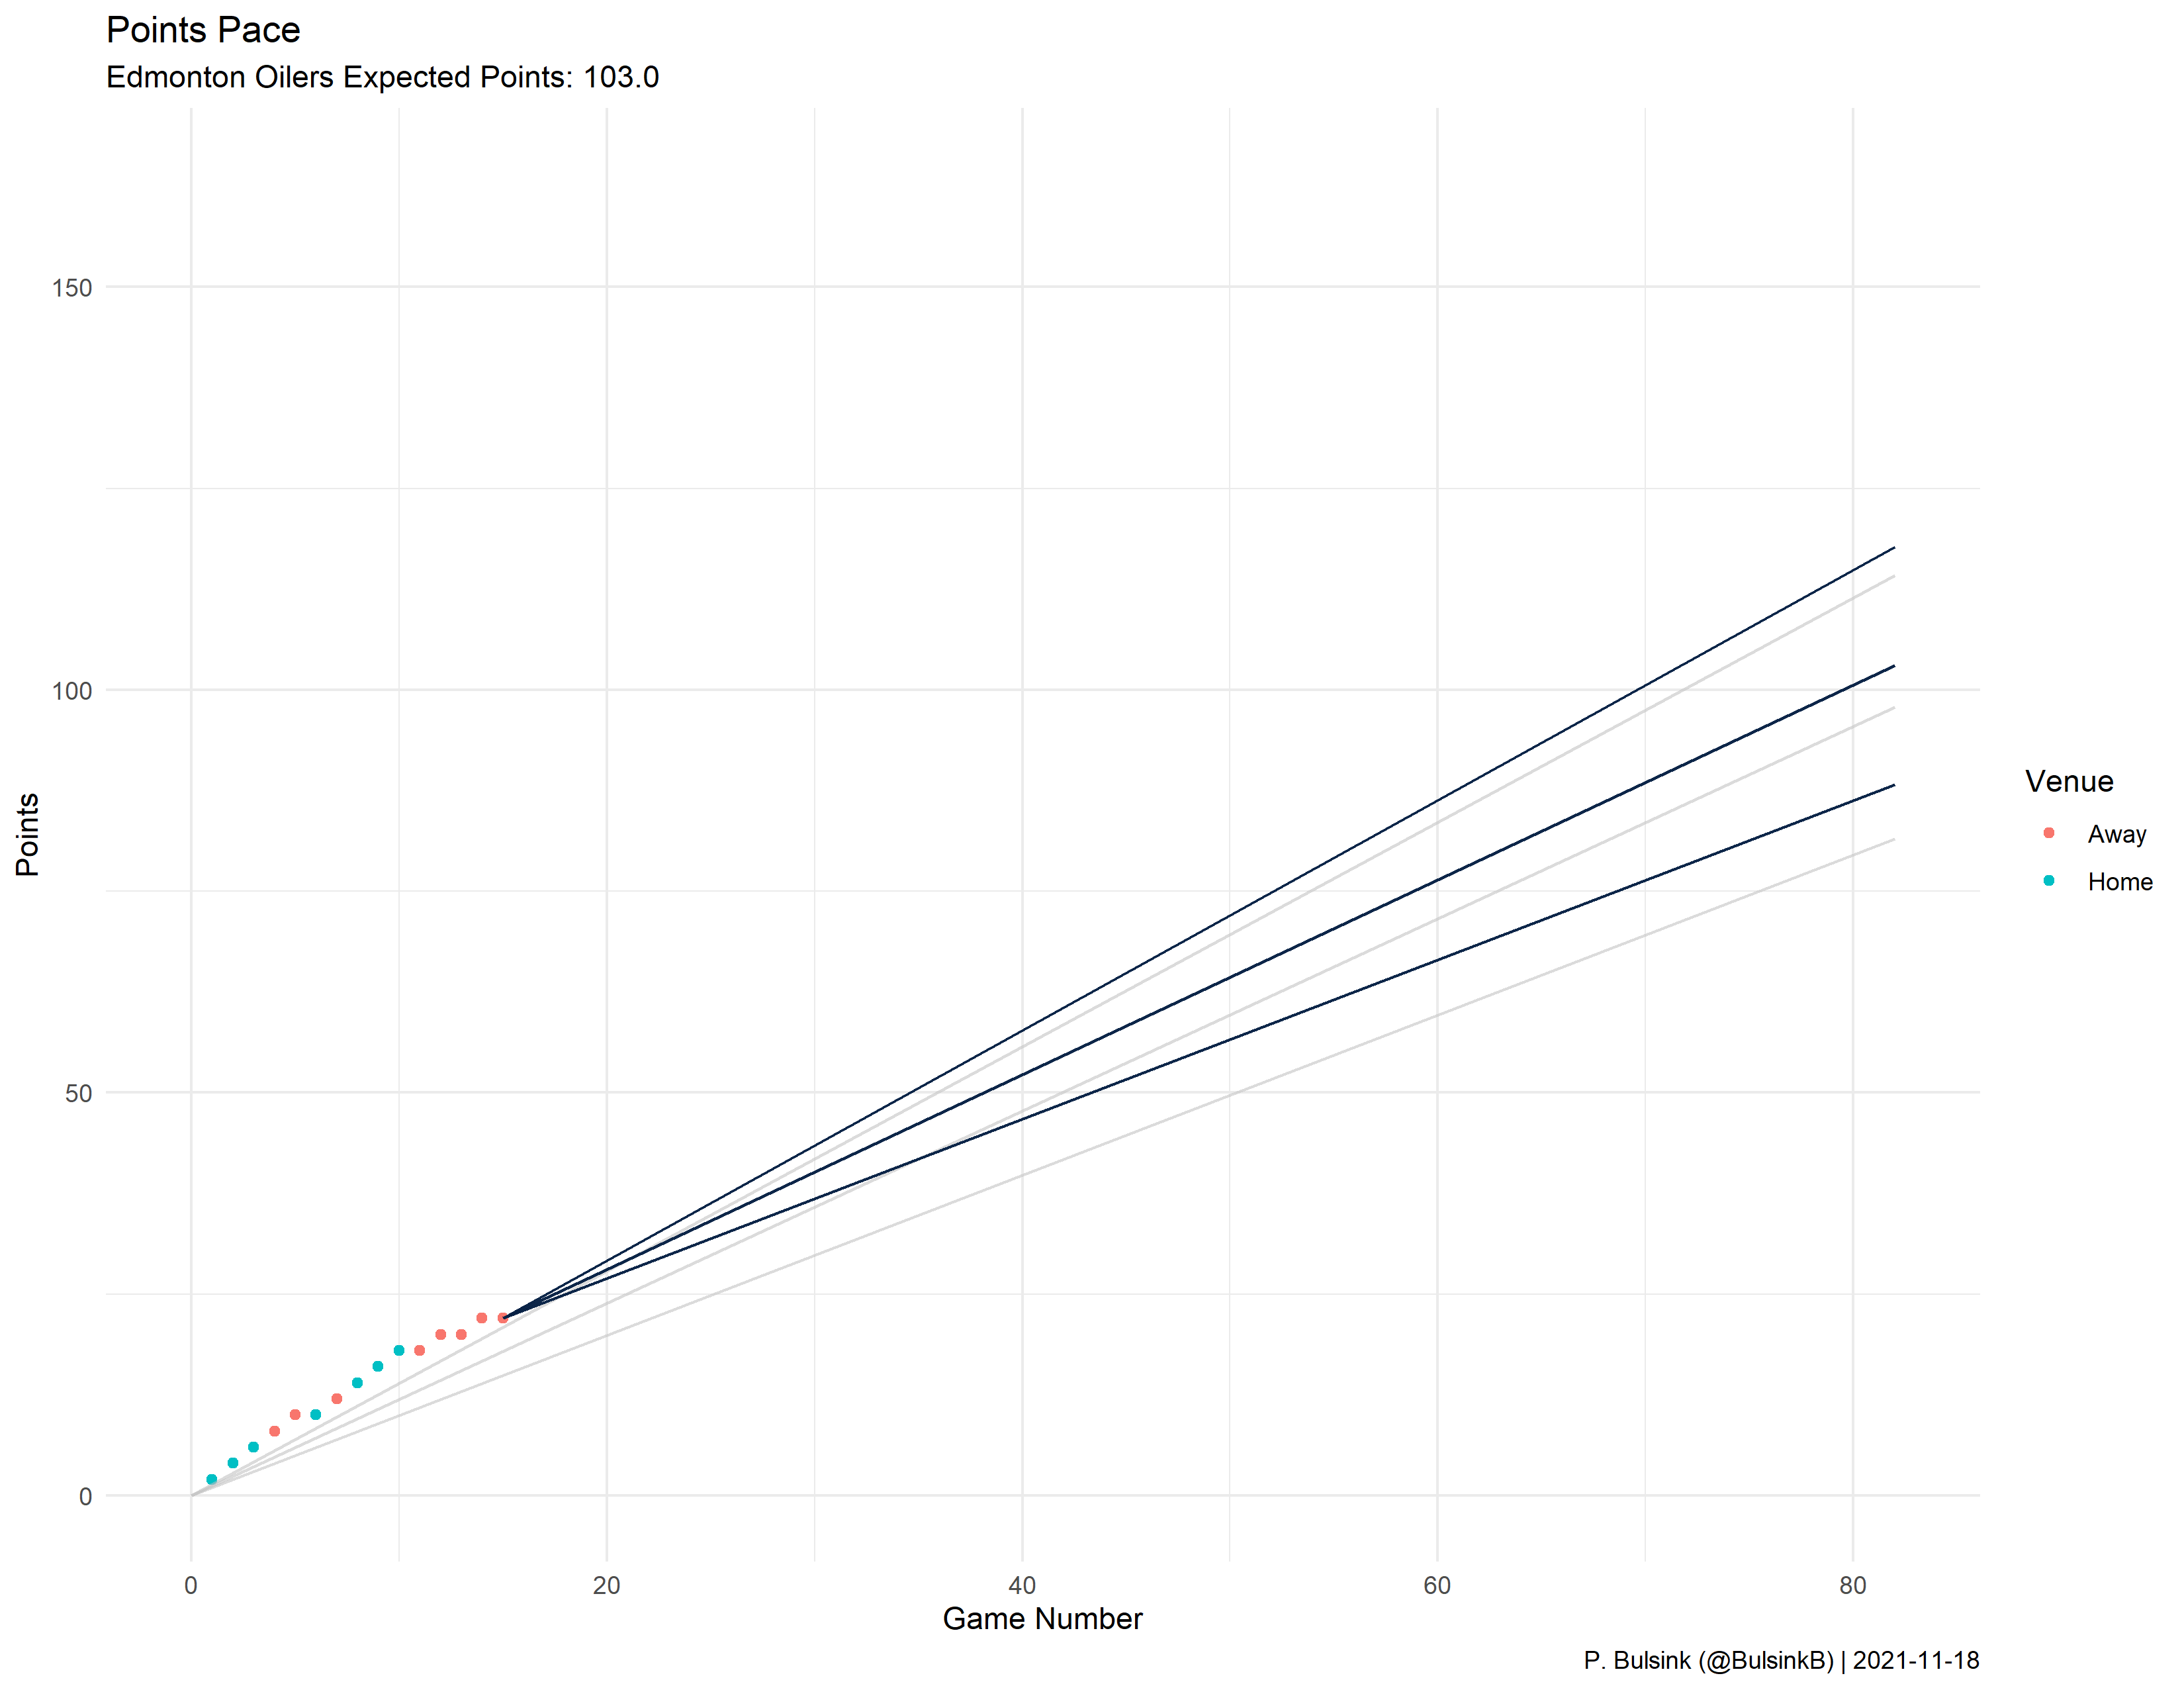 Points Pace
Edmonton Oilers Expected Points: 103.0
150
100
50
0
Points
0 20 40 60 80
Game Number
Venue
Away
Home
P. Bulsink (@BulsinkB) | 2021-11-18